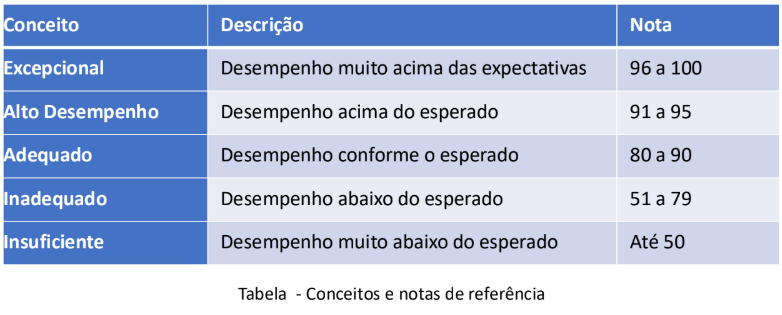 Conceito Descrição Nota
Excepcional Desempenho muito acima das expectativas 96 a 100
Alto Desempenho Desempenho acima do esperado 91 a 95
Adequado Desempenho conforme o esperado 80 a 90
Inadequado Desempenho abaixo do esperado 51 a 79
Insuficiente Desempenho muito abaixo do esperado Até 50
Tabela - Conceitos e notas de referência